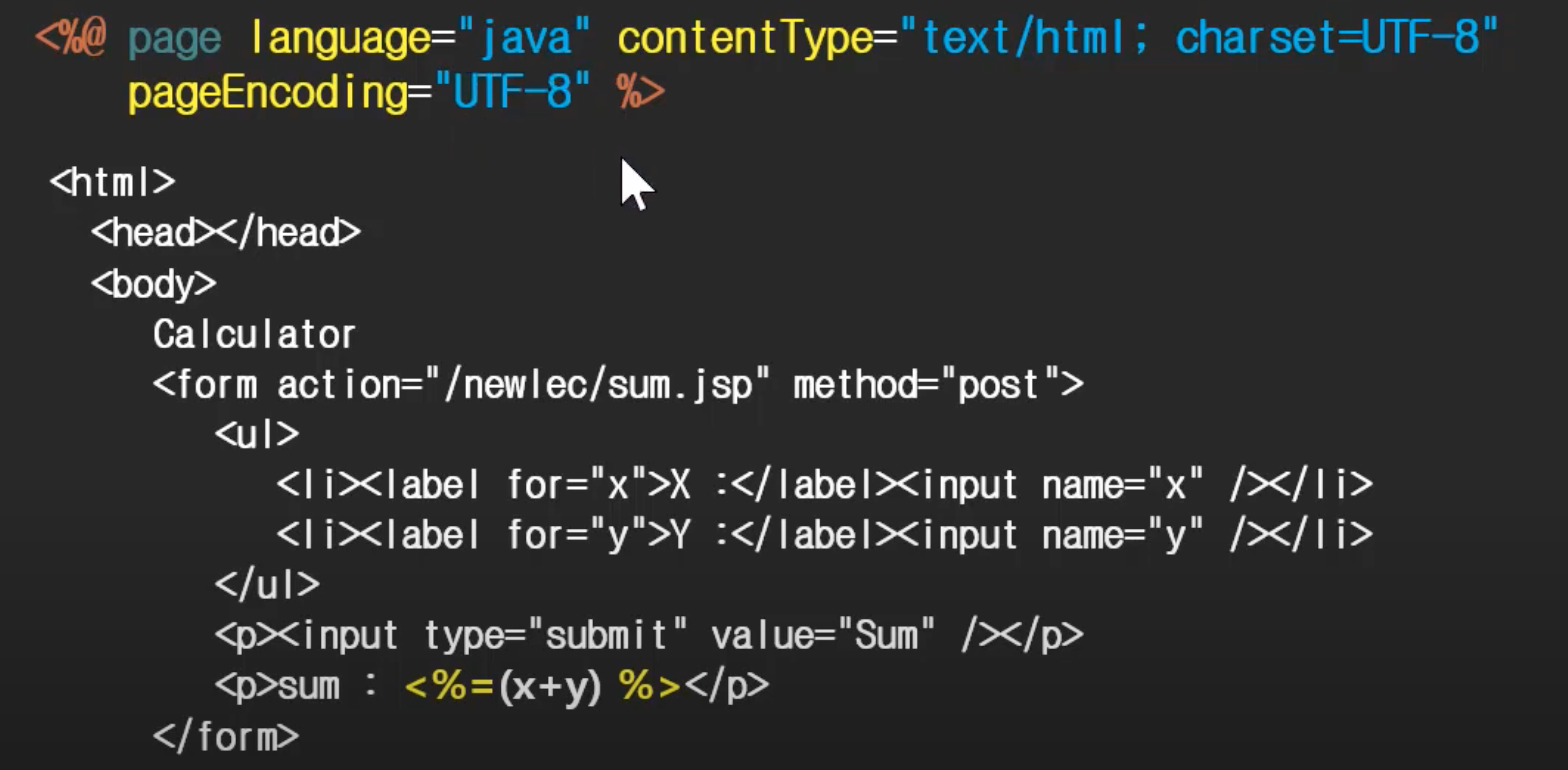 <%@ page language="java" contentType="text/html; charset=UTF-8"
pageEncoding="UTF-8" %>
<html>
<head></head>
<body>
Calculator
<form action="/newlec/sum.jsp" method="post">
<ul>
<li><label for="x">X :</label><input name="x" /></li>
<li><label for="y">Y :</label><input name="y" /></li>
</ul>
<p><input type="submit" value="Sum" /></p>
<p>sum : <%=(x+y) %></p>
</form>